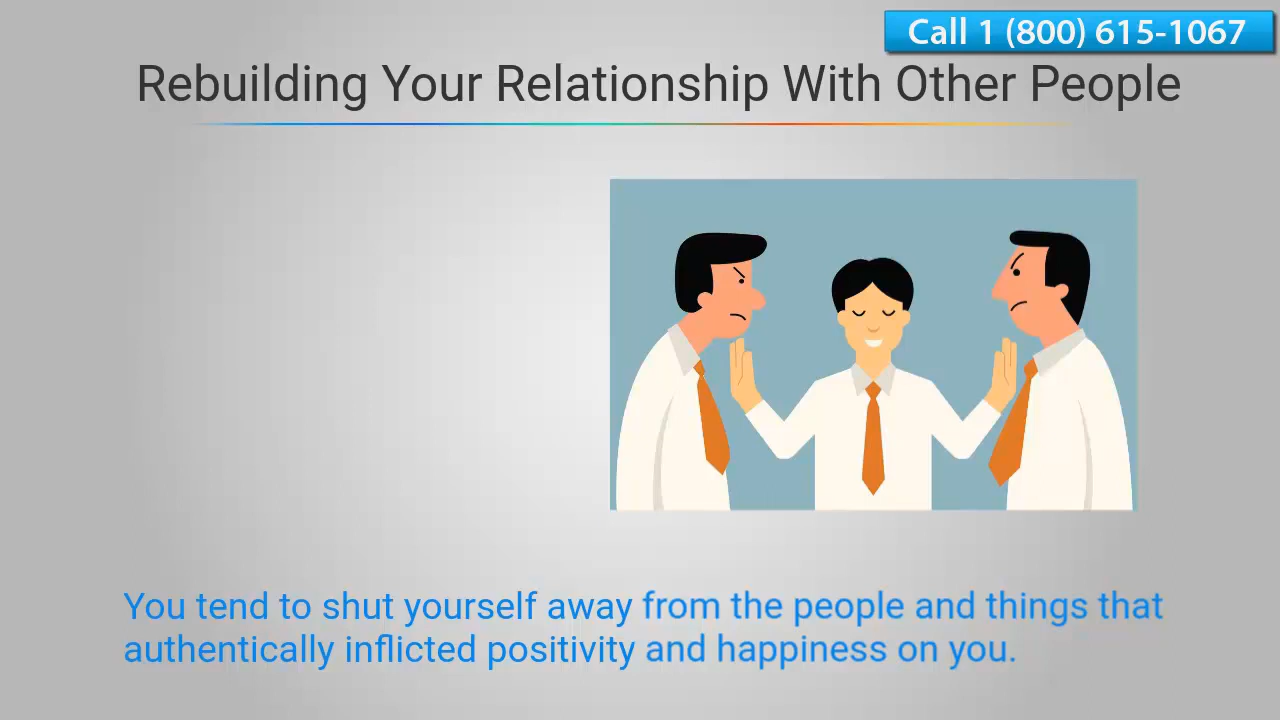 Call 1 (800) 615-1067
Rebuilding Your Relationship With Other People
You tend to shut yourself away from the people and things that
authentically inflicted positivity and happiness on you.